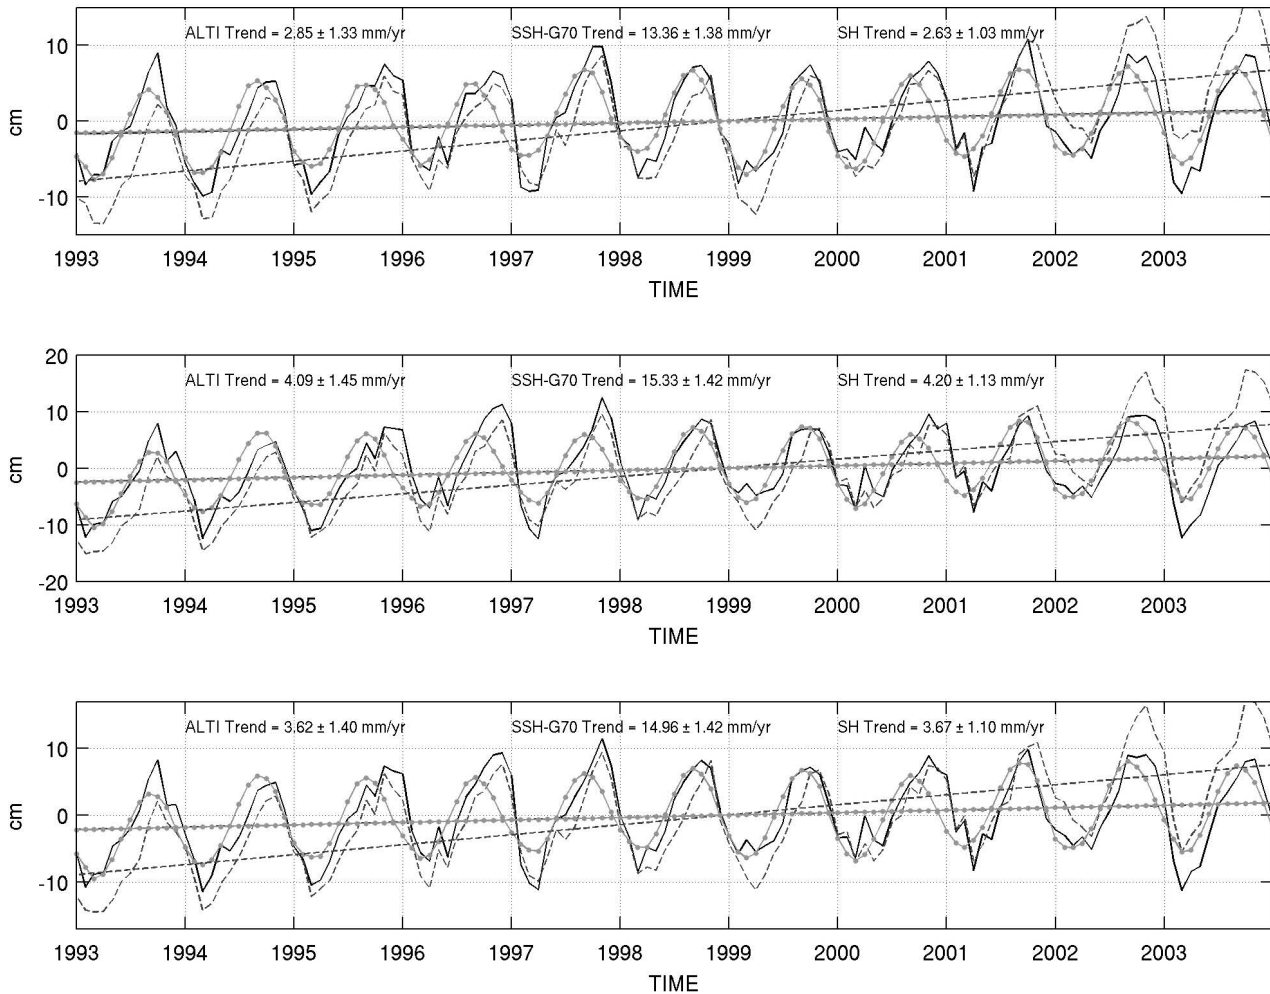 ALTI Trend = 2.85 ± 1.33 mm/yr SSH-G70 Trend = 13.36 ± 1.38 mm/yr SH Trend = 2.63 ± 1.03 mm/yr
10
0
-10
cm
1993 1994 1995 1996 1997 1998 1999 2000 2001 2002 2003
TIME
20
ALTI Trend = 4.09 ± 1.45 mm/yr SSH-G70 Trend = 15.33 ± 1.42 mm/yr SH Trend = 4.20 ± 1.13 mm/yr
10
0
-10
-20
cm
1993 1994 1995 1996 1997 1998 1999 2000 2001 2002 2003
TIME
ALTI Trend = 3.62 ± 1.40 mm/yr SSH-G70 Trend = 14.96 ± 1.42 mm/yr SH Trend = 3.67 ± 1.10 mm/yr
10
0
-10
cm
1993 1994 1995 1996 1997 1998 1999 2000 2001 2002 2003
TIME